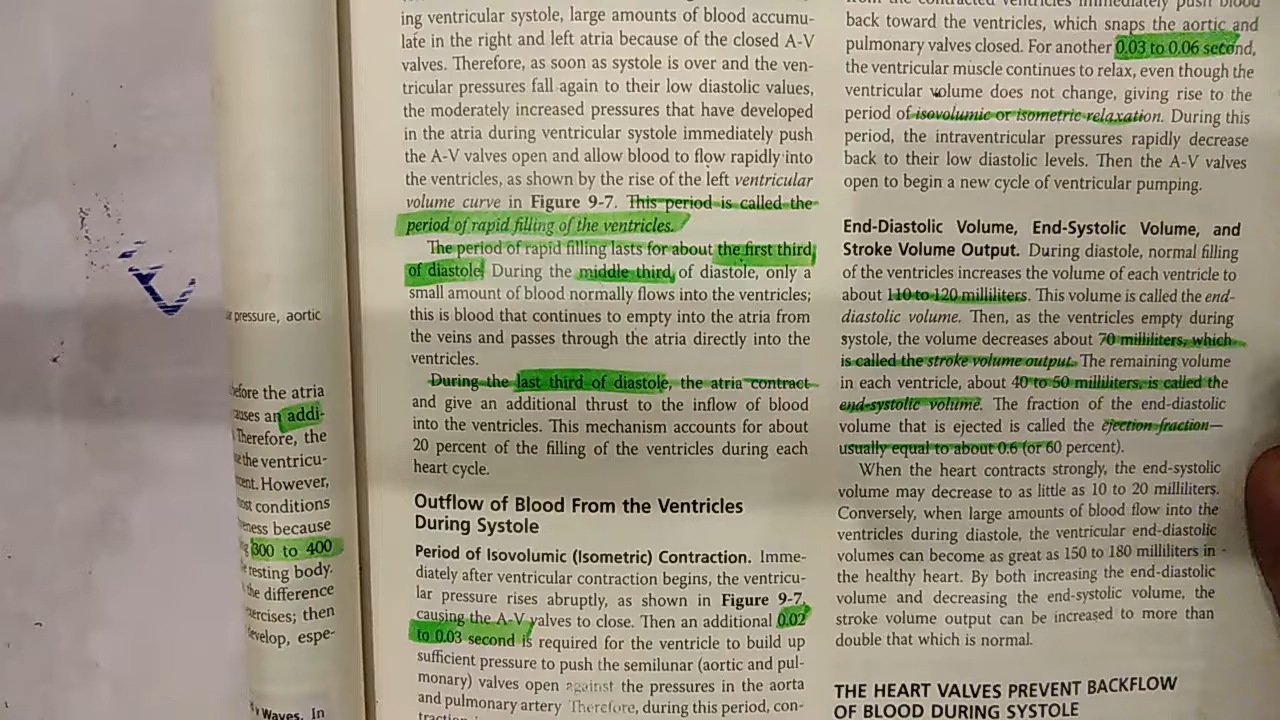 ar pressure, aortic
before the atria
causes an addi-
Therefore, the
the ventricu-
cent. However,
conditions
because
300 to 400
resting body.
the difference
exercises; then
develop, espe-
Waves. In
ing ventricular systole, large amounts of blood accumu-
late in the right and left atria because of the closed A-V
valves. Therefore, as soon as systole is over and the ven-
tricular pressures fall again to their low diastolic values,
the moderately increased pressures that have developed
in the atria during ventricular systole immediately push
the A-V valves open and allow blood to flow rapidly into
the ventricles, as shown by the rise of the left ventricular
volume curve in Figure 9-7. This period is called the
period of rapid filling of the ventricles.
The period of rapid filling lasts for about the first third
of diastole. During the middle third of diastole, only a
small amount of blood normally flows into the ventricles;
this is blood that continues to empty into the atria from
the veins and passes through the atria directly into the
ventricles.
During the last third of diastole, the atria contract
and give an additional thrust to the inflow of blood
into the ventricles. This mechanism accounts for about
20 percent of the filling of the ventricles during each
heart cycle.
Outflow of Blood From the Ventricles
During Systole
Period of Isovolumic (Isometric) Contraction. Imme-
diately after ventricular contraction begins, the ventricu-
lar pressure rises abruptly, as shown in Figure 9-7,
causing the A-V valves to close. Then an additional 0.02
to 0.03 second is required for the ventricle to build up
sufficient pressure to push the semilunar (aortic and pul-
monary) valves open against the pressures in the aorta
and pulmonary artery Therefore, during this period, con-
from the contracted ventricles immediately push blood
back toward the ventricles, which snaps the aortic and
pulmonary valves closed. For another 0.03 to 0.06 second,
the ventricular muscle continues to relax, even though the
ventricular volume does not change, giving rise to the
period of isovolumic or isometric relaxation. During this
period, the intraventricular pressures rapidly decrease
back to their low diastolic levels. Then the A-V valves
open to begin a new cycle of ventricular pumping.
End-Diastolic Volume, End-Systolic Volume, and
Stroke Volume Output. During diastole, normal filling
of the ventricles increases the volume of each ventricle to
about 110 to 120 milliliters. This volume is called the end-
diastolic volume. Then, as the ventricles empty during
systole, the volume decreases about 70 milliliters, which
is called the stroke volume output. The remaining volume
in each ventricle, about 40 to 50 milliliters, is called the
end-systolic volume. The fraction of the end-diastolic
volume that is ejected is called the ejection fraction—
usually equal to about 0.6 (or 60 percent).
When the heart contracts strongly, the end-systolic
volume may decrease to as little as 10 to 20 milliliters.
Conversely, when large amounts of blood flow into the
ventricles during diastole, the ventricular end-diastolic
volumes can become as great as 150 to 180 milliliters in
the healthy heart. By both increasing the end-diastolic
volume and decreasing the end-systolic volume, the
stroke volume output can be increased to more than
double that which is normal.
THE HEART VALVES PREVENT BACKFLOW
OF BLOOD DURING SYSTOLE